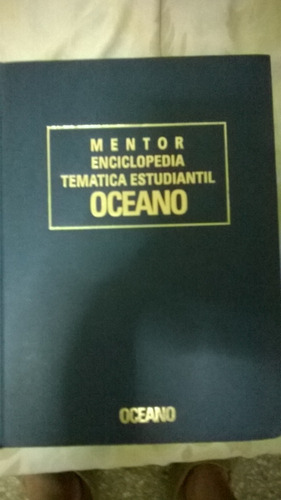 MENTOR
ENCICLOPEDIA
TEMATICA ESTUDIANTIL
OCEANO
OCEANO